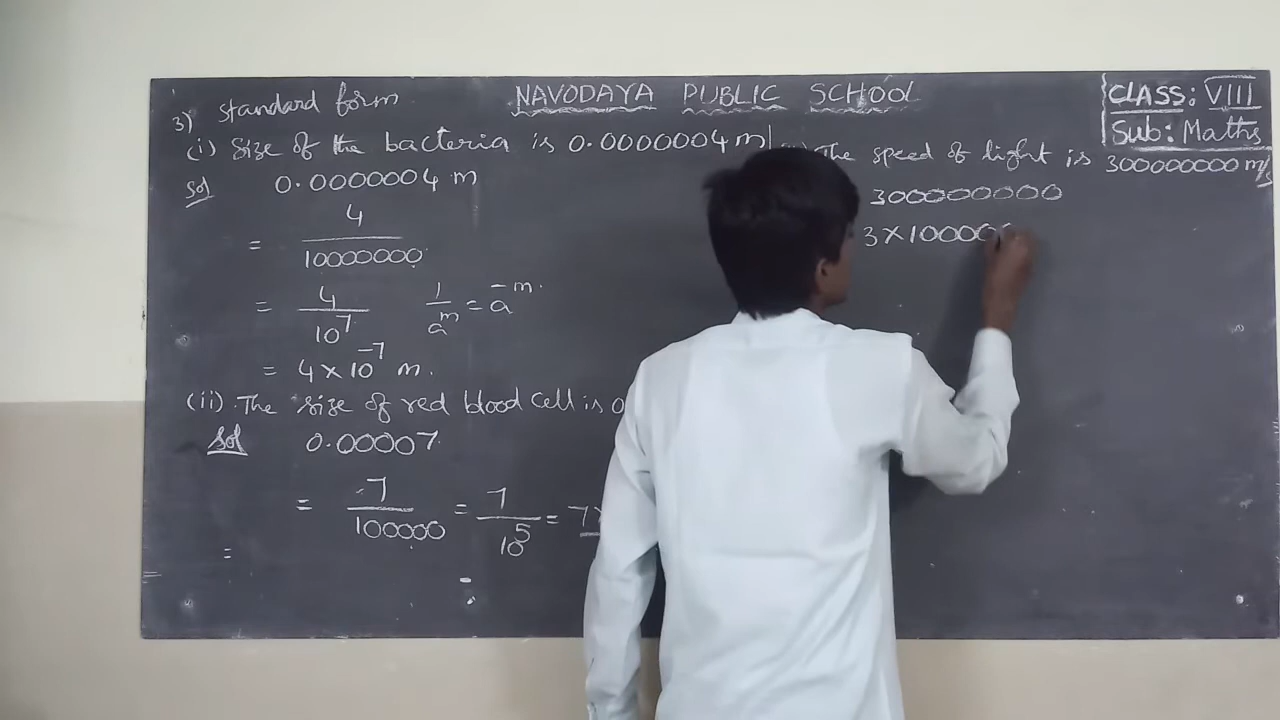 NAVODAYA PUBLIC SCHOOL
CLASS: VIII
Sub: Maths
3) Standard form
(i) Size of the bacteria is 0.0000004 m
Sol 0.0000004 m
= 4/10000000
= 4/10^7 1/a^m = a^-m.
= 4 × 10^-7 m.
(ii). The size of red blood cell is 0
Sol 0.00007.
= 7/100000 = 7/10^5 = 7×
=
The speed of light is 300000000 m/s
300000000
3 × 100000